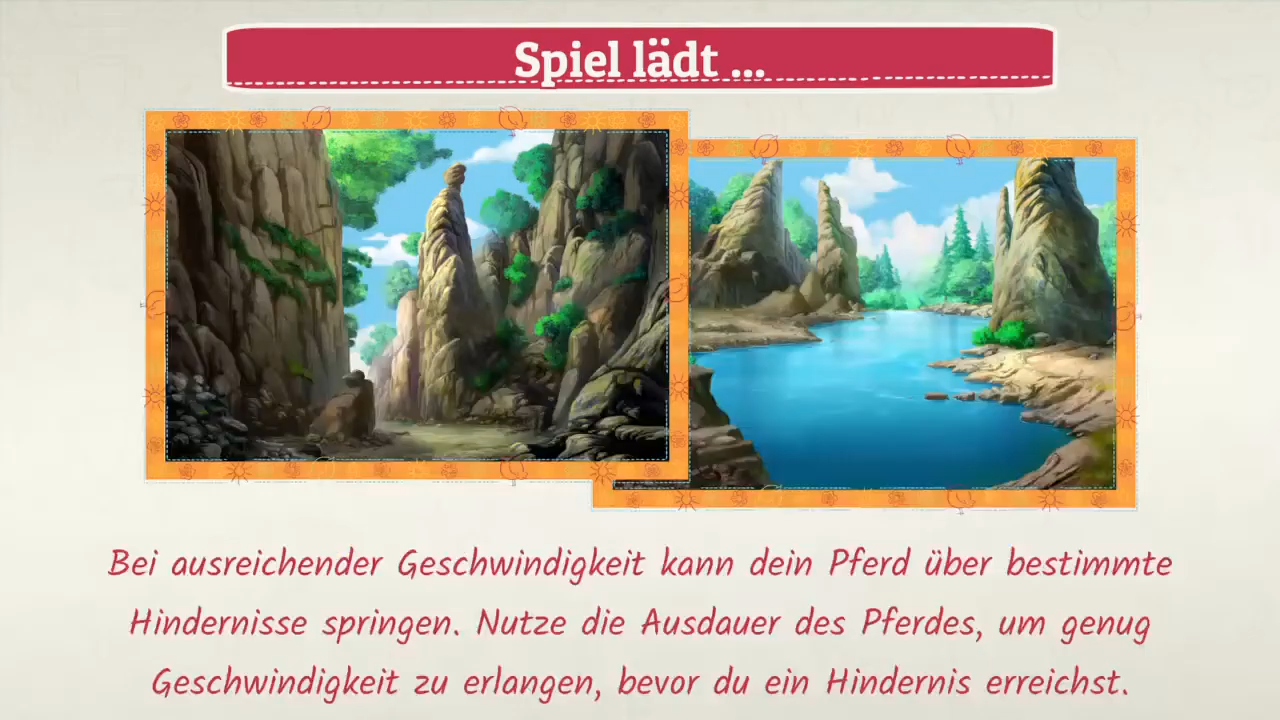 Spiel lädt ...
Bei ausreichender Geschwindigkeit kann dein Pferd über bestimmte
Hindernisse springen. Nutze die Ausdauer des Pferdes, um genug
Geschwindigkeit zu erlangen, bevor du ein Hindernis erreichst.